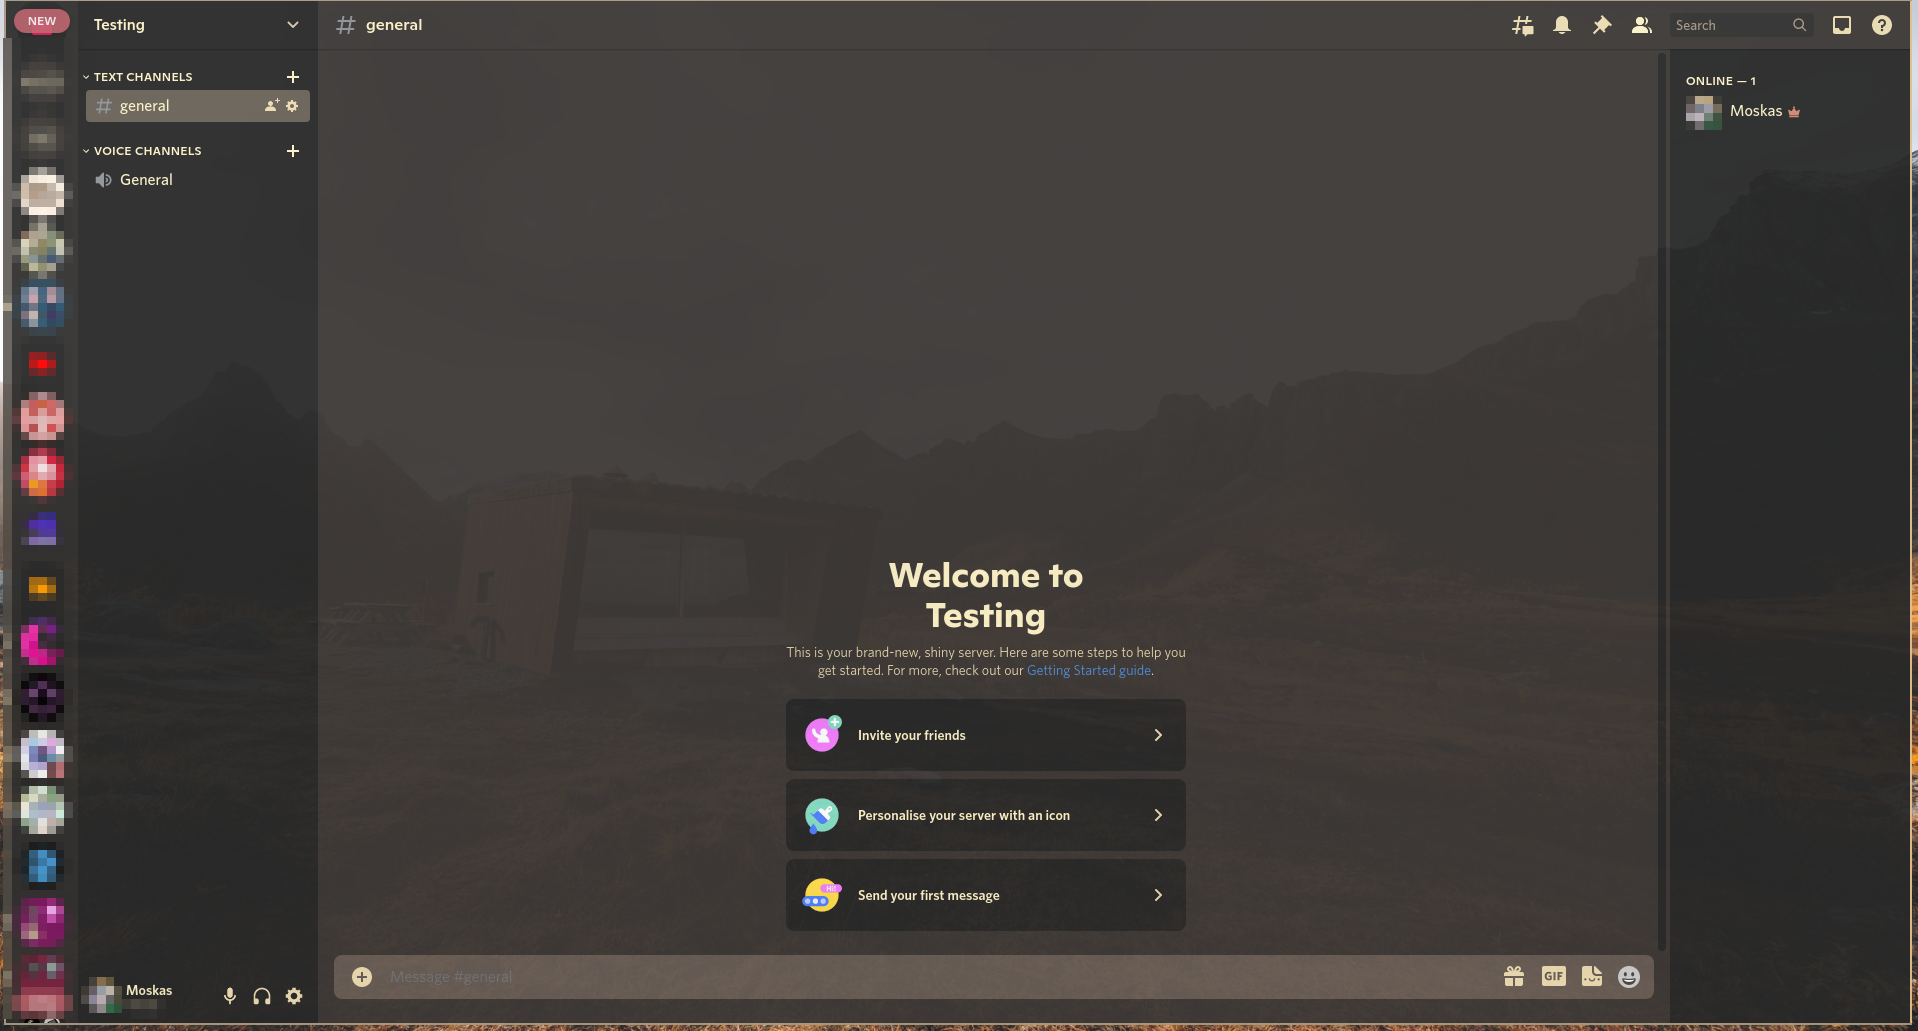 NEW
Testing
general
Search
TEXT CHANNELS
general
VOICE CHANNELS
General
ONLINE — 1
Moskas
Welcome to
Testing
This is your brand-new, shiny server. Here are some steps to help you
get started. For more, check out our Getting Started guide.
Invite your friends
Personalise your server with an icon
Hi!
Send your first message
Message #general
GIF
Moskas